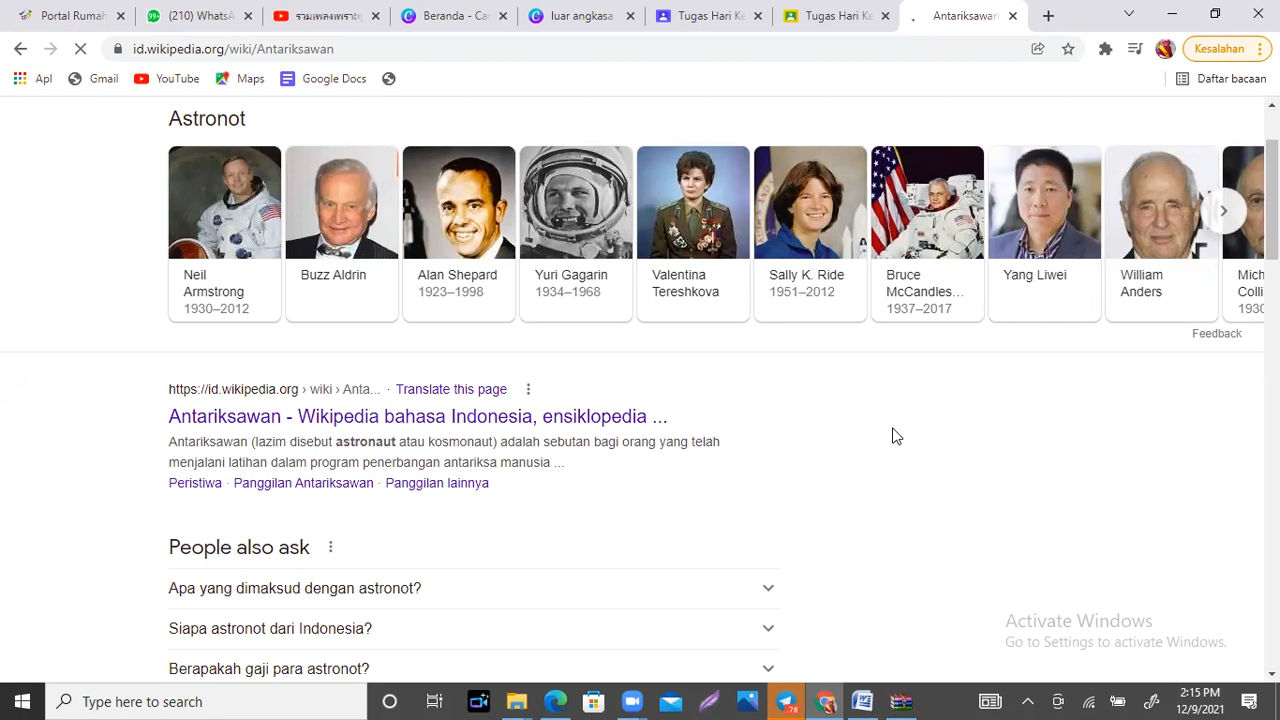 Portal Rumah
(210) WhatsA
Beranda - Ca
luar angkasa
Tugas Hari Ke
Tugas Hari Ke
Antariksawan
id.wikipedia.org/wiki/Antariksawan
Kesalahan
Apl
Gmail
YouTube
Maps
Google Docs
Daftar bacaan
Astronot
Neil
Armstrong
1930–2012
Buzz Aldrin
Alan Shepard
1923–1998
Yuri Gagarin
1934–1968
Valentina
Tereshkova
Sally K. Ride
1951–2012
Bruce
McCandles…
1937–2017
Yang Liwei
William
Anders
Mich
Colli
1930
Feedback
https://id.wikipedia.org › wiki › Anta... · Translate this page
Antariksawan - Wikipedia bahasa Indonesia, ensiklopedia ...
Antariksawan (lazim disebut astronaut atau kosmonaut) adalah sebutan bagi orang yang telah
menjalani latihan dalam program penerbangan antariksa manusia ...
Peristiwa · Panggilan Antariksawan · Panggilan lainnya
People also ask
Apa yang dimaksud dengan astronot?
Siapa astronot dari Indonesia?
Berapakah gaji para astronot?
Activate Windows
Go to Settings to activate Windows.
Type here to search
78
2:15 PM
12/9/2021